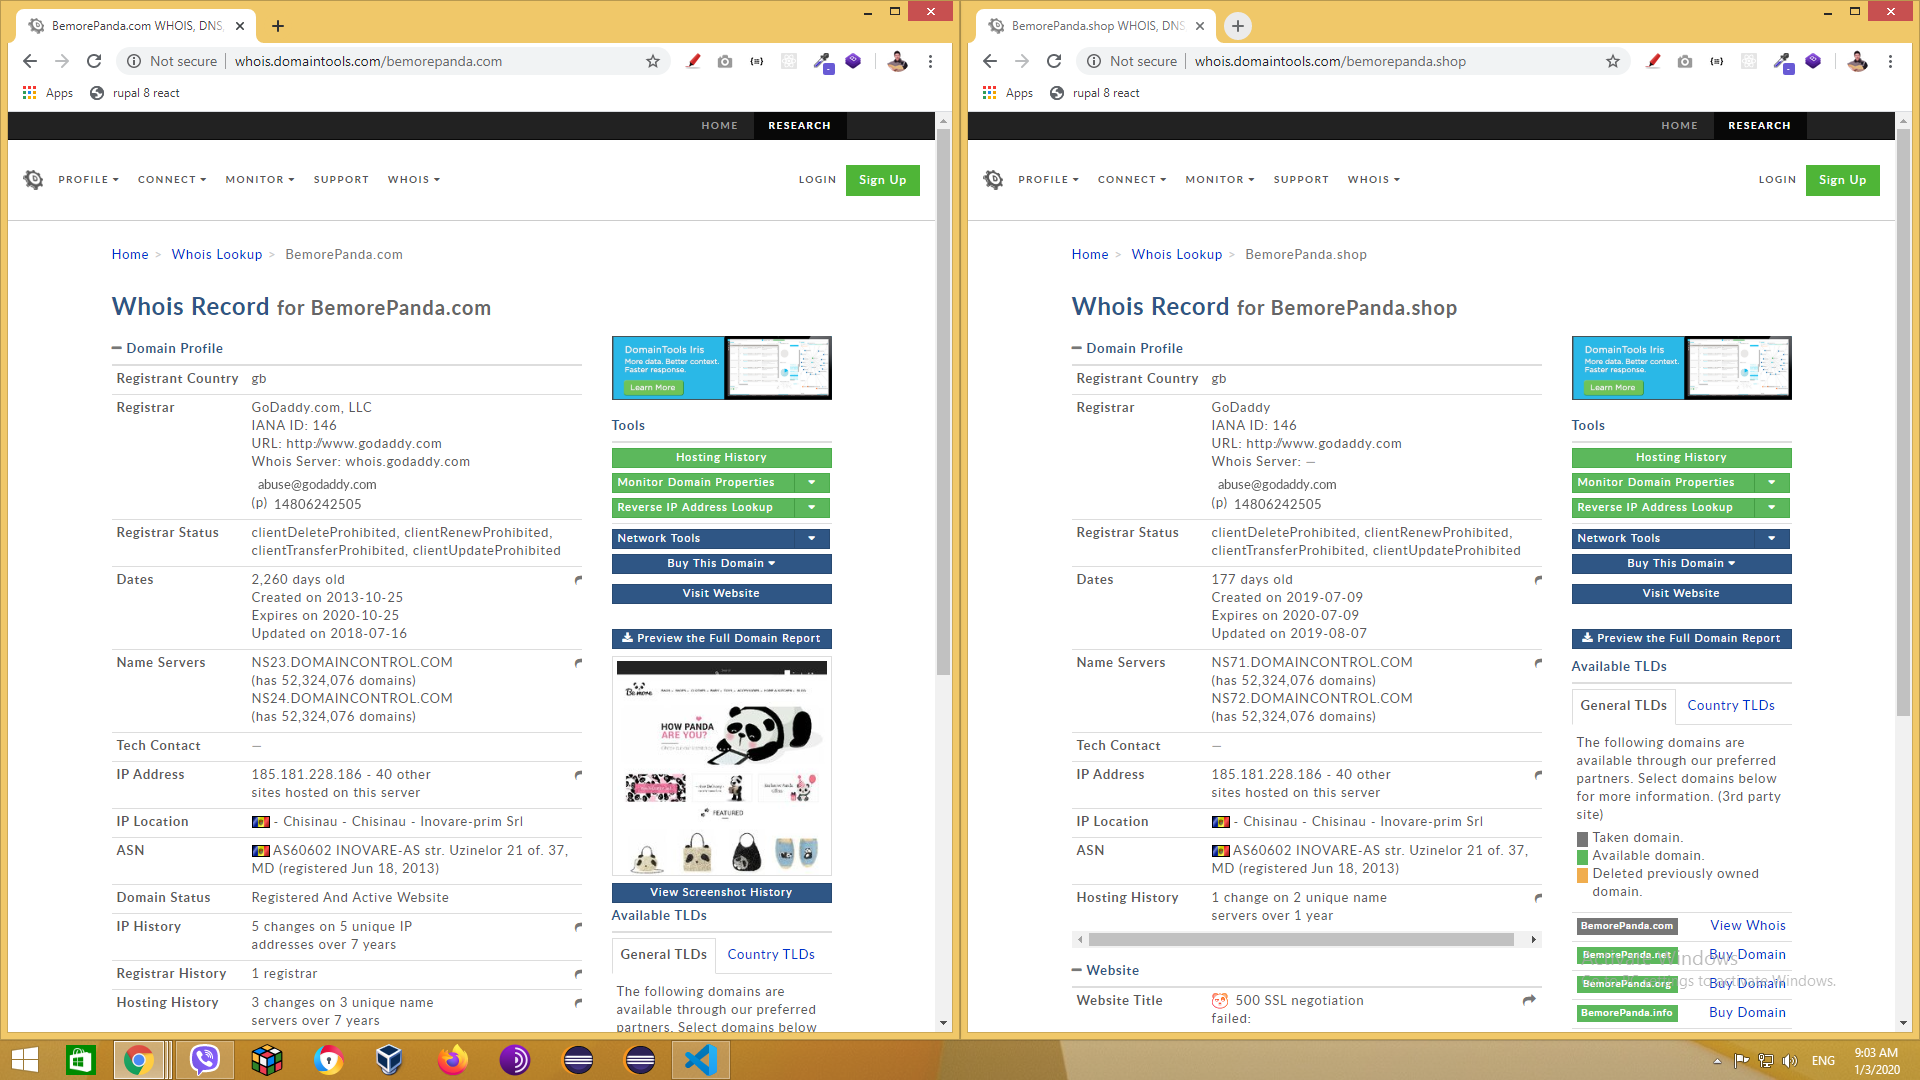 BemorePanda.com WHOIS, DNS,
Not secure
whois.domaintools.com/bemorepanda.com
Apps
rupal 8 react
HOME
RESEARCH
PROFILE
CONNECT
MONITOR
SUPPORT
WHOIS
LOGIN
Sign Up
Home > Whois Lookup > BemorePanda.com
Whois Record for BemorePanda.com
Domain Profile
Registrant Country gb
Registrar GoDaddy.com, LLC
IANA ID: 146
URL: http://www.godaddy.com
Whois Server: whois.godaddy.com
abuse@godaddy.com
(p) 14806242505
Registrar Status clientDeleteProhibited, clientRenewProhibited,
clientTransferProhibited, clientUpdateProhibited
Dates 2,260 days old
Created on 2013-10-25
Expires on 2020-10-25
Updated on 2018-07-16
Name Servers NS23.DOMAINCONTROL.COM
(has 52,324,076 domains)
NS24.DOMAINCONTROL.COM
(has 52,324,076 domains)
Tech Contact —
IP Address 185.181.228.186 - 40 other
sites hosted on this server
IP Location - Chisinau - Chisinau - Inovare-prim Srl
ASN AS60602 INOVARE-AS str. Uzinelor 21 of. 37,
MD (registered Jun 18, 2013)
Domain Status Registered And Active Website
IP History 5 changes on 5 unique IP
addresses over 7 years
Registrar History 1 registrar
Hosting History 3 changes on 3 unique name
servers over 7 years
DomainTools Iris
More data. Better context.
Faster response.
Learn More
Tools
Hosting History
Monitor Domain Properties
Reverse IP Address Lookup
Network Tools
Buy This Domain
Visit Website
Preview the Full Domain Report
Be more
HOW PANDA
ARE YOU?
FEATURED
View Screenshot History
Available TLDs
General TLDs
Country TLDs
The following domains are
available through our preferred
partners. Select domains below
BemorePanda.shop WHOIS, DNS
Not secure
whois.domaintools.com/bemorepanda.shop
Apps
rupal 8 react
HOME
RESEARCH
PROFILE
CONNECT
MONITOR
SUPPORT
WHOIS
LOGIN
Sign Up
Home > Whois Lookup > BemorePanda.shop
Whois Record for BemorePanda.shop
Domain Profile
Registrant Country gb
Registrar GoDaddy
IANA ID: 146
URL: http://www.godaddy.com
Whois Server: —
abuse@godaddy.com
(p) 14806242505
Registrar Status clientDeleteProhibited, clientRenewProhibited,
clientTransferProhibited, clientUpdateProhibited
Dates 177 days old
Created on 2019-07-09
Expires on 2020-07-09
Updated on 2019-08-07
Name Servers NS71.DOMAINCONTROL.COM
(has 52,324,076 domains)
NS72.DOMAINCONTROL.COM
(has 52,324,076 domains)
Tech Contact —
IP Address 185.181.228.186 - 40 other
sites hosted on this server
IP Location - Chisinau - Chisinau - Inovare-prim Srl
ASN AS60602 INOVARE-AS str. Uzinelor 21 of. 37,
MD (registered Jun 18, 2013)
Hosting History 1 change on 2 unique name
servers over 1 year
Website
Website Title 500 SSL negotiation
failed:
DomainTools Iris
More data. Better context.
Faster response.
Learn More
Tools
Hosting History
Monitor Domain Properties
Reverse IP Address Lookup
Network Tools
Buy This Domain
Visit Website
Preview the Full Domain Report
Available TLDs
General TLDs
Country TLDs
The following domains are
available through our preferred
partners. Select domains below
for more information. (3rd party
site)
Taken domain.
Available domain.
Deleted previously owned
domain.
BemorePanda.com View Whois
BemorePanda.net Buy Domain
BemorePanda.org Buy Domain
BemorePanda.info Buy Domain
ENG
9:03 AM
1/3/2020